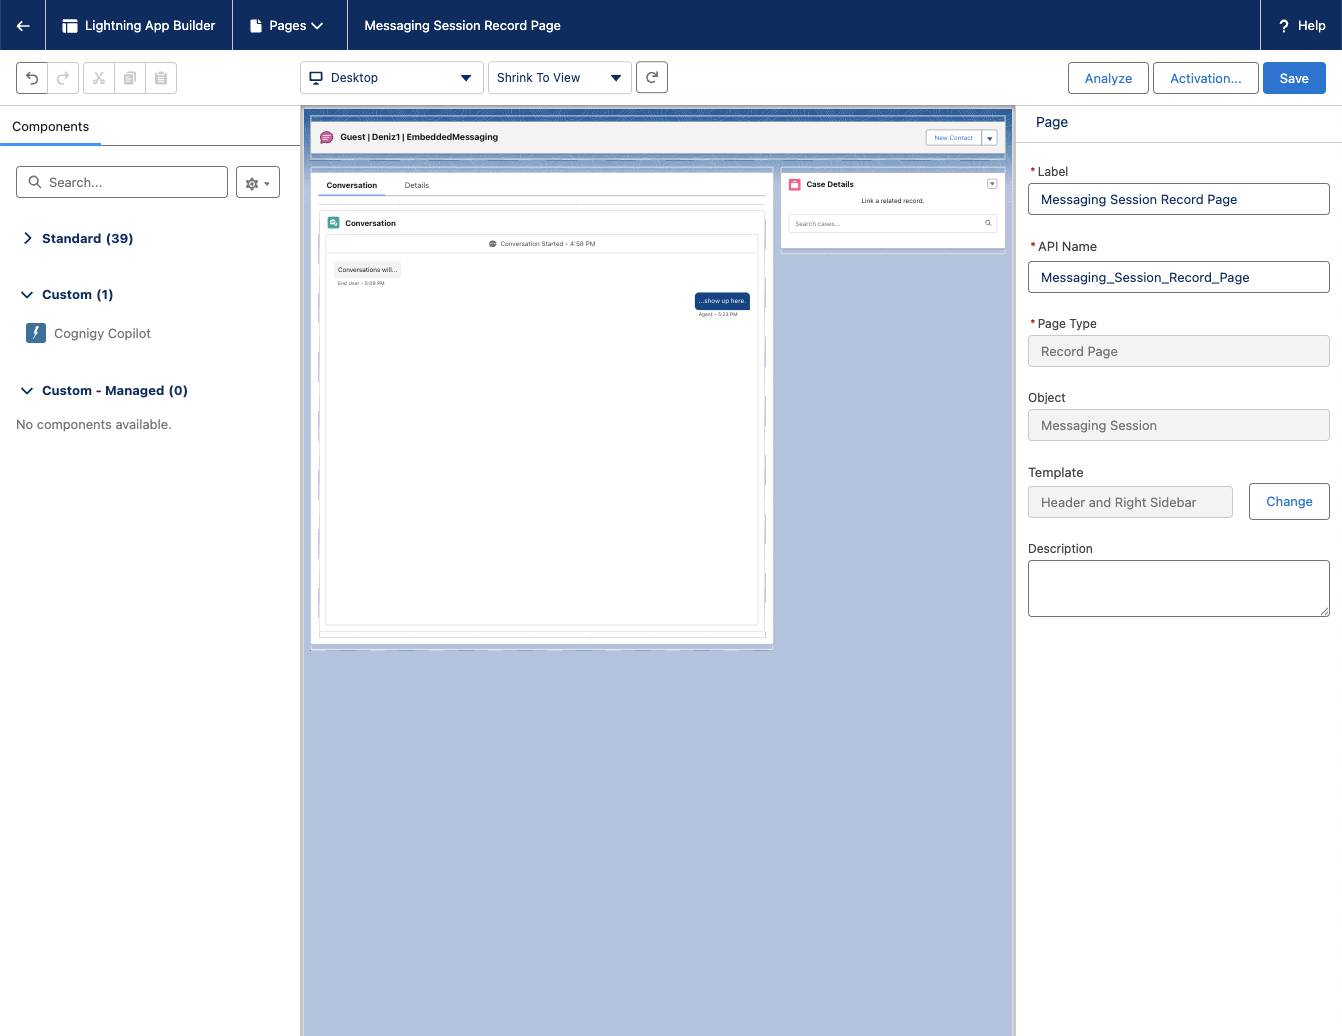 Lightning App Builder
Pages
Messaging Session Record Page
? Help
Desktop
Shrink To View
Analyze
Activation...
Save
Components
Search...
Standard (39)
Custom (1)
Cognigy Copilot
Custom - Managed (0)
No components available.
Guest | Deniz1 | EmbeddedMessaging
New Contact
Conversation
Details
Conversation
Conversation Started • 4:58 PM
Conversations will...
End User • 5:09 PM
...show up here.
Agent • 5:23 PM
Case Details
Link a related record.
Search cases...
Page
* Label
Messaging Session Record Page
* API Name
Messaging_Session_Record_Page
* Page Type
Record Page
Object
Messaging Session
Template
Header and Right Sidebar
Change
Description